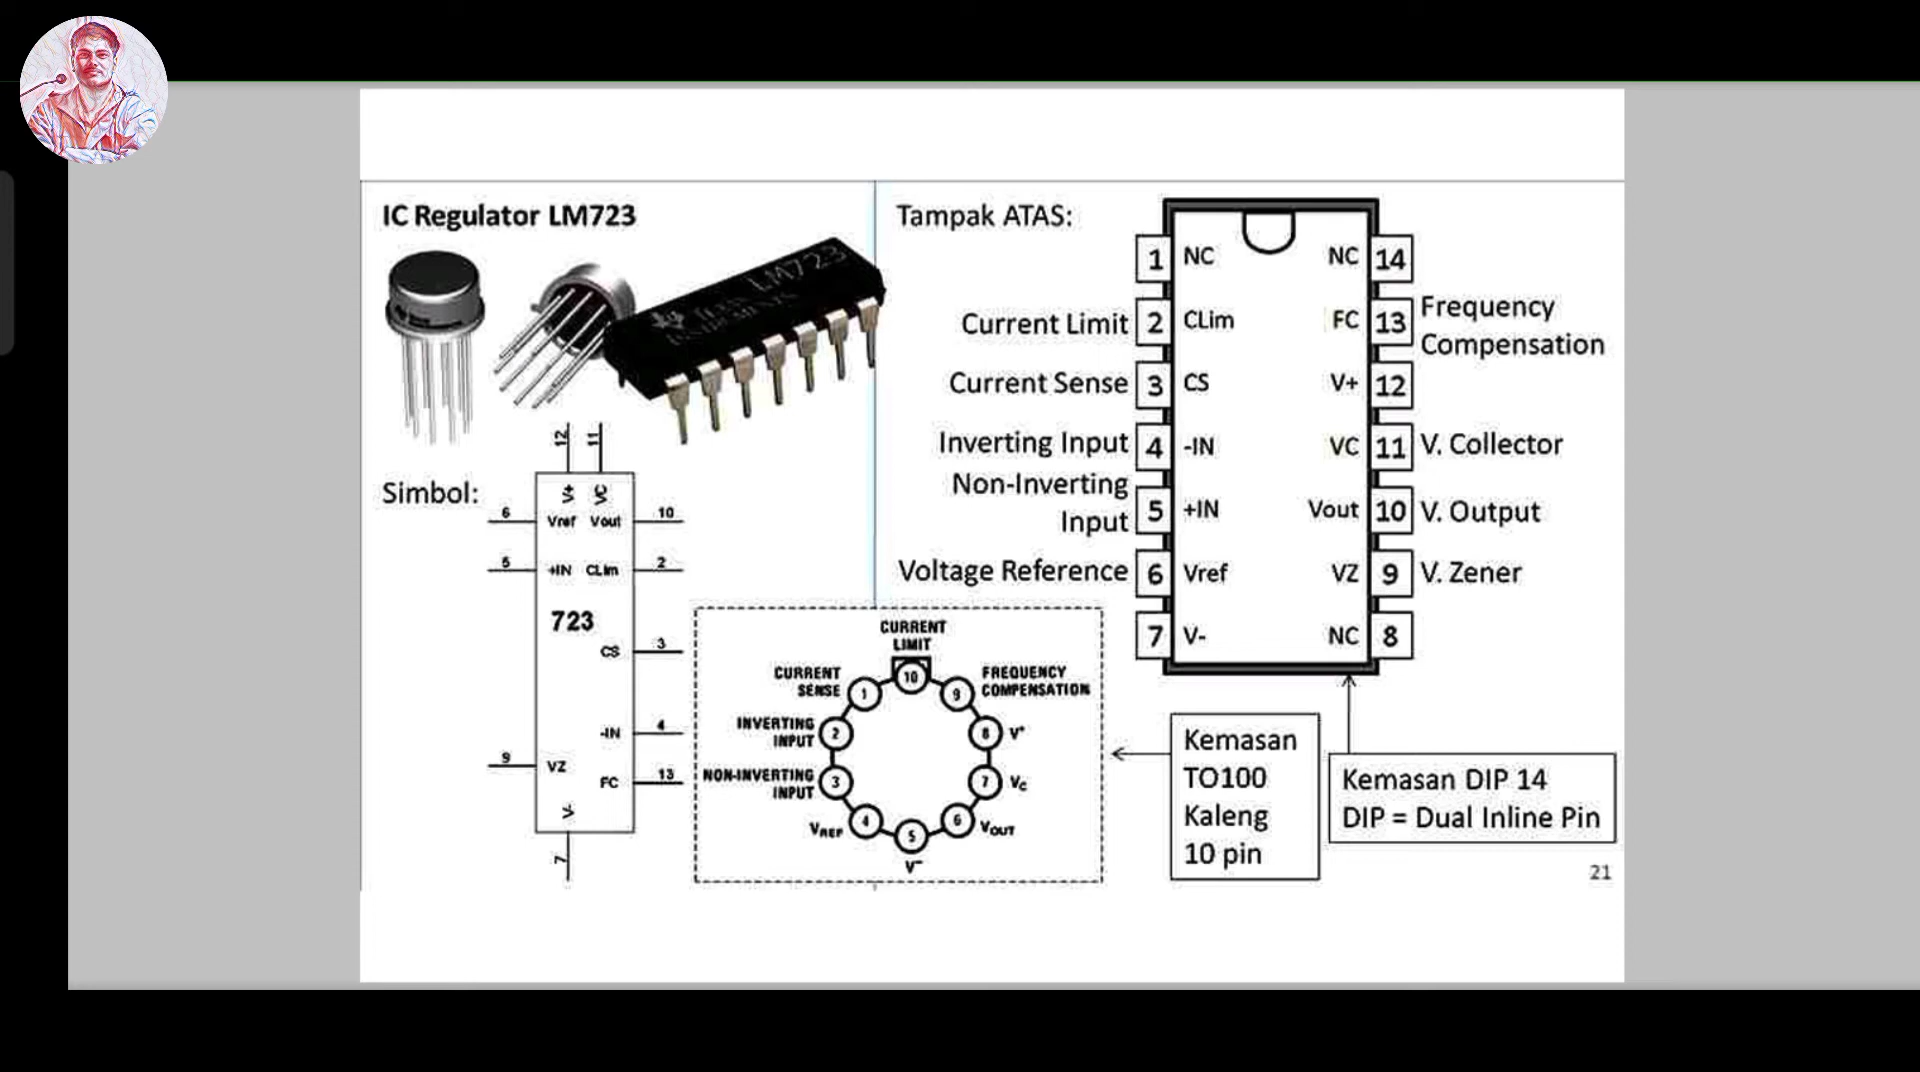 IC Regulator LM723
LM723
Simbol:
12
11
V+
VC
6
Vref
Vout
10
5
+IN
CLim
2
723
CS
3
-IN
4
9
VZ
FC
13
V-
7
Tampak ATAS:
1 NC
NC 14
Current Limit 2 CLim
FC 13 Frequency
Compensation
Current Sense 3 CS
V+ 12
Inverting Input 4 -IN
VC 11 V. Collector
Non-Inverting
Input 5 +IN
Vout 10 V. Output
Voltage Reference 6 Vref
VZ 9 V. Zener
7 V-
NC 8
CURRENT
LIMIT
10
CURRENT
SENSE
1
9
FREQUENCY
COMPENSATION
INVERTING
INPUT
2
8
V+
NON-INVERTING
INPUT
3
7
VC
VREF
4
6
VOUT
5
V-
Kemasan
TO100
Kaleng
10 pin
Kemasan DIP 14
DIP = Dual Inline Pin
21